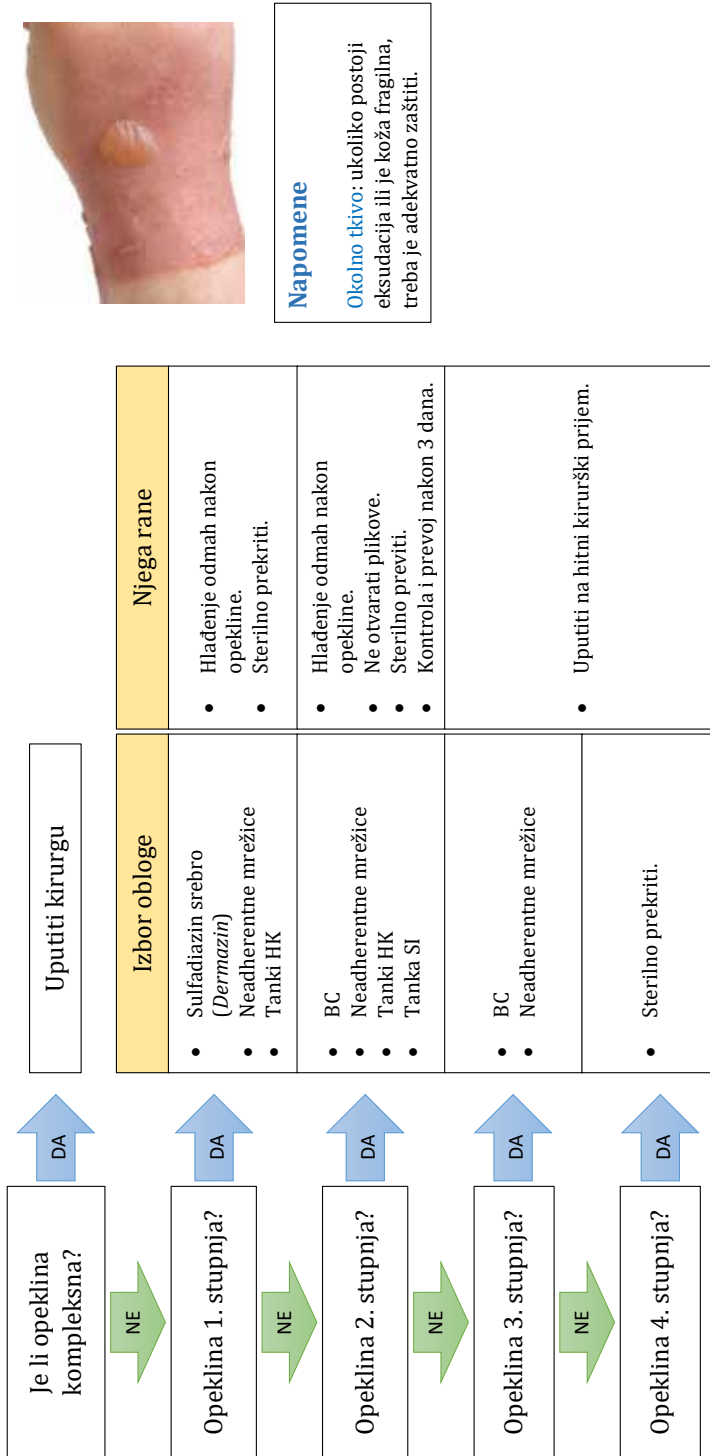 Je li opeklina
kompleksna?
DA
Uputiti kirurgu
NE
Izbor obloge
Njega rane
Opeklina 1. stupnja?
DA
• Sulfadiazin srebro
(Dermazin)
• Neadherentne mrežice
• Tanki HK
• Hlađenje odmah nakon
opekline.
• Sterilno prekriti.
NE
Opeklina 2. stupnja?
DA
• BC
• Neadherentne mrežice
• Tanki HK
• Tanka SI
• Hlađenje odmah nakon
opekline.
• Ne otvarati plikove.
• Sterilno previti.
• Kontrola i prevoj nakon 3 dana.
NE
Opeklina 3. stupnja?
DA
• BC
• Neadherentne mrežice
• Uputiti na hitni kirurški prijem.
NE
Opeklina 4. stupnja?
DA
• Sterilno prekriti.
Napomene
Okolno tkivo: ukoliko postoji
eksudacija ili je koža fragilna,
treba je adekvatno zaštiti.